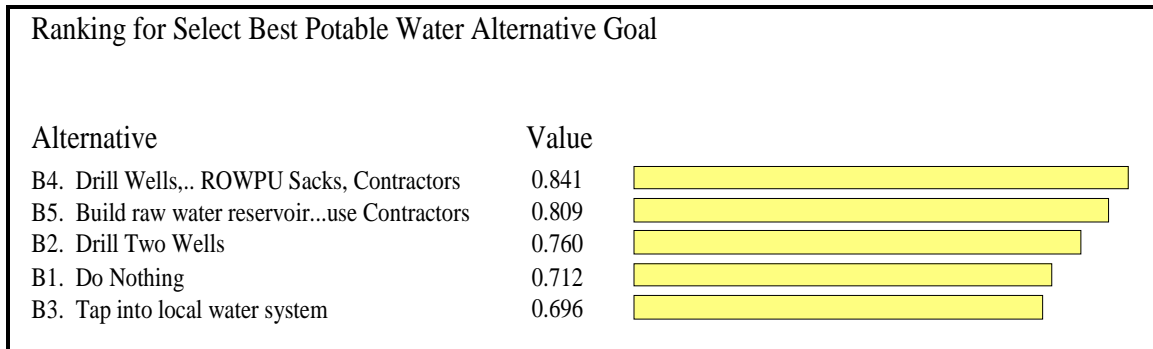 Ranking for Select Best Potable Water Alternative Goal
Alternative Value
B4. Drill Wells,.. ROWPU Sacks, Contractors 0.841
B5. Build raw water reservoir...use Contractors 0.809
B2. Drill Two Wells 0.760
B1. Do Nothing 0.712
B3. Tap into local water system 0.696